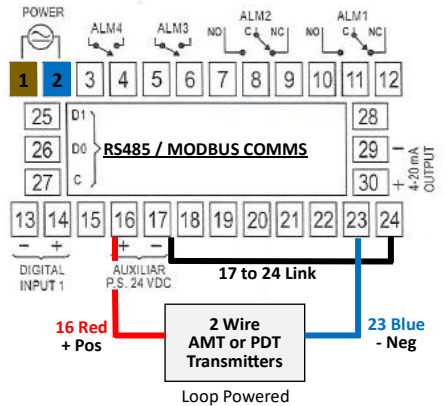 POWER
ALM4 ALM3 ALM2 ALM1
NO C NC NO C NC
1 2 3 4 5 6 7 8 9 10 11 12
25 D1 28
26 D0 RS485 / MODBUS COMMS 29 −
27 C 30 +
4-20 mA
OUTPUT
13 14 15 16 17 18 19 20 21 22 23 24
− + + −
DIGITAL
INPUT 1
AUXILIAR
P.S. 24 VDC
17 to 24 Link
16 Red
+ Pos
2 Wire
AMT or PDT
Transmitters
23 Blue
- Neg
Loop Powered